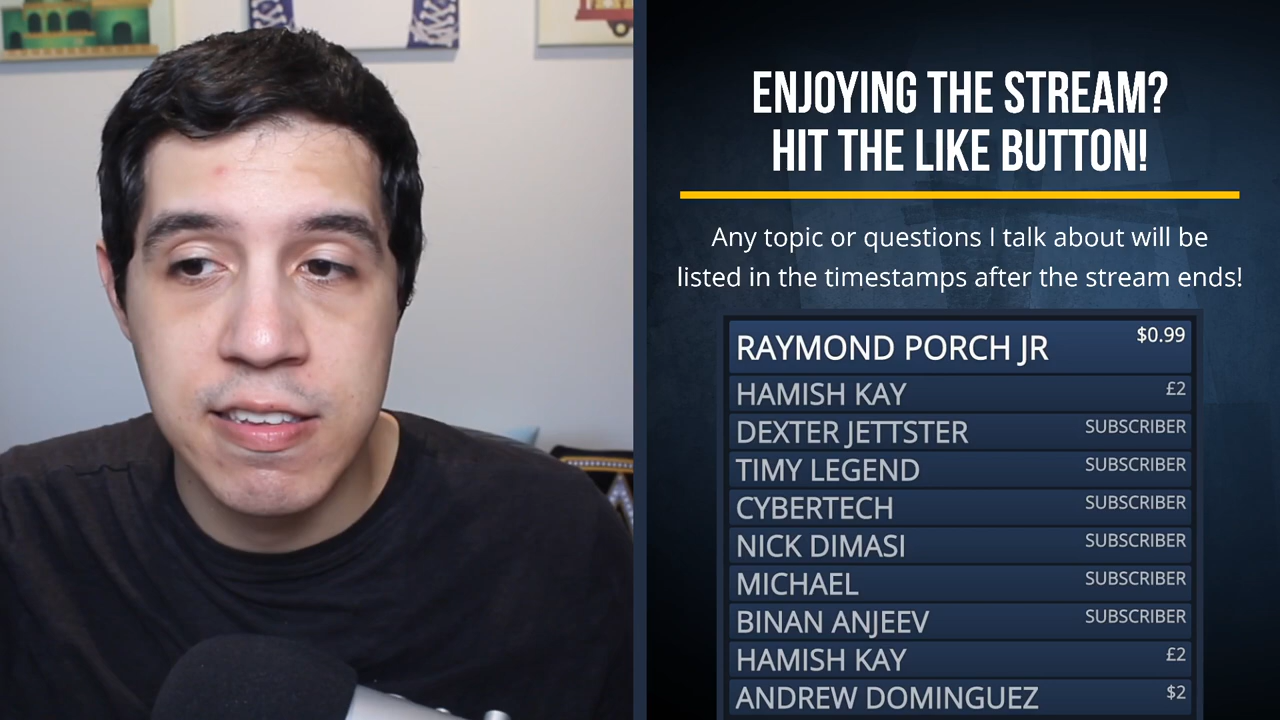 ENJOYING THE STREAM?
HIT THE LIKE BUTTON!
Any topic or questions I talk about will be
listed in the timestamps after the stream ends!
RAYMOND PORCH JR $0.99
HAMISH KAY £2
DEXTER JETTSTER SUBSCRIBER
TIMY LEGEND SUBSCRIBER
CYBERTECH SUBSCRIBER
NICK DIMASI SUBSCRIBER
MICHAEL SUBSCRIBER
BINAN ANJEEV SUBSCRIBER
HAMISH KAY £2
ANDREW DOMINGUEZ $2